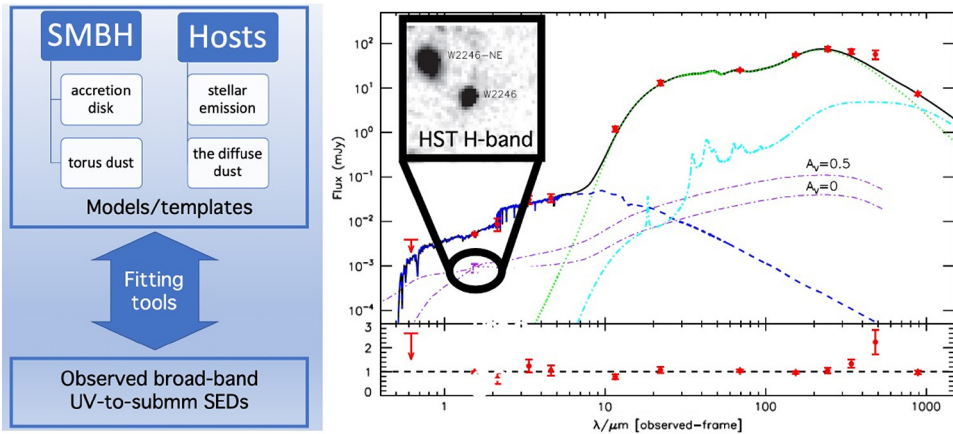 SMBH
Hosts
accretion
disk
stellar
emission
torus dust
the diffuse
dust
Models/templates
Fitting
tools
Observed broad-band
UV-to-submm SEDs
W2246-NE
W2246
HST H-band
A_V=0.5
A_V=0
Flux (mJy)
10²
10¹
10⁰
10⁻¹
10⁻²
10⁻³
10⁻⁴
3
2
1
0
1
10
100
1000
λ/μm [observed-frame]